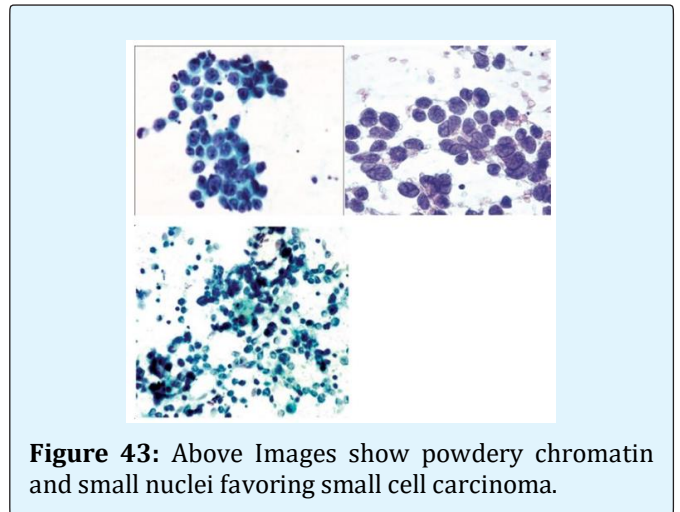 Figure 43: Above Images show powdery chromatin
and small nuclei favoring small cell carcinoma.